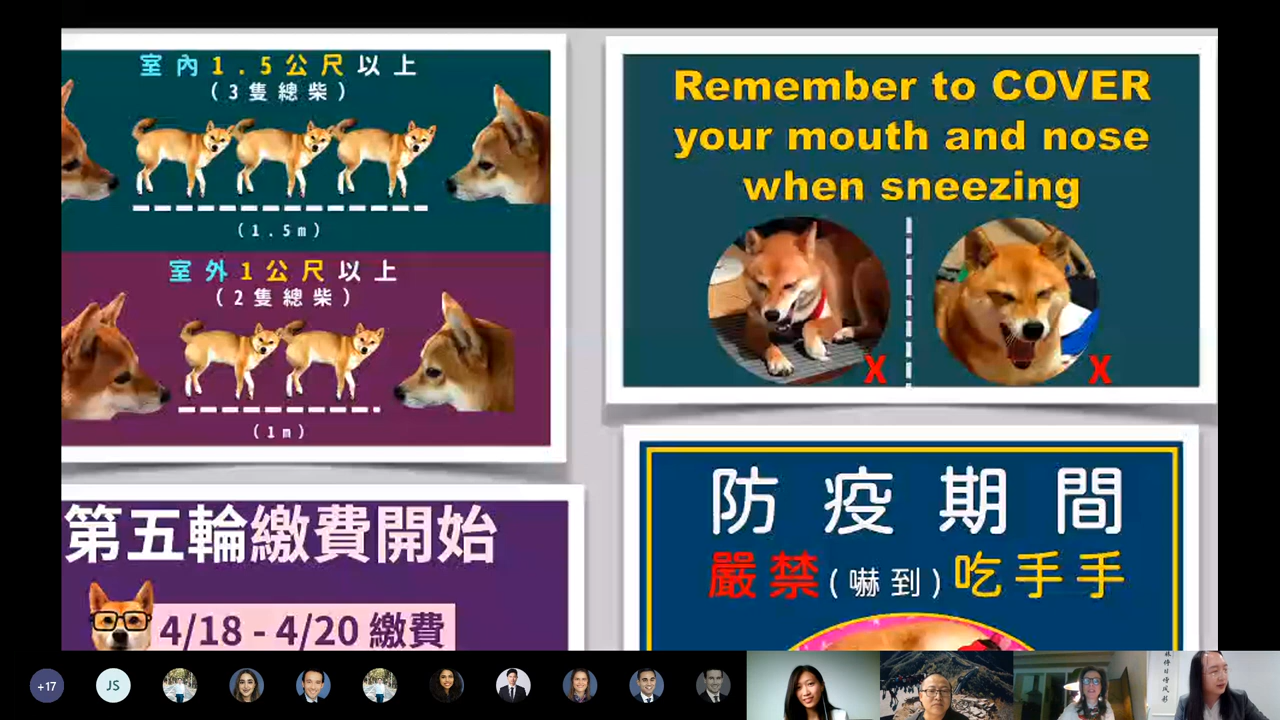 室內1.5公尺以上
(3隻總柴)
(1.5m)
室外1公尺以上
(2隻總柴)
(1m)
Remember to COVER
your mouth and nose
when sneezing
X
X
第五輪繳費開始
4/18 - 4/20 繳費
防疫期間
嚴禁(嚇到)吃手手
+17
JS